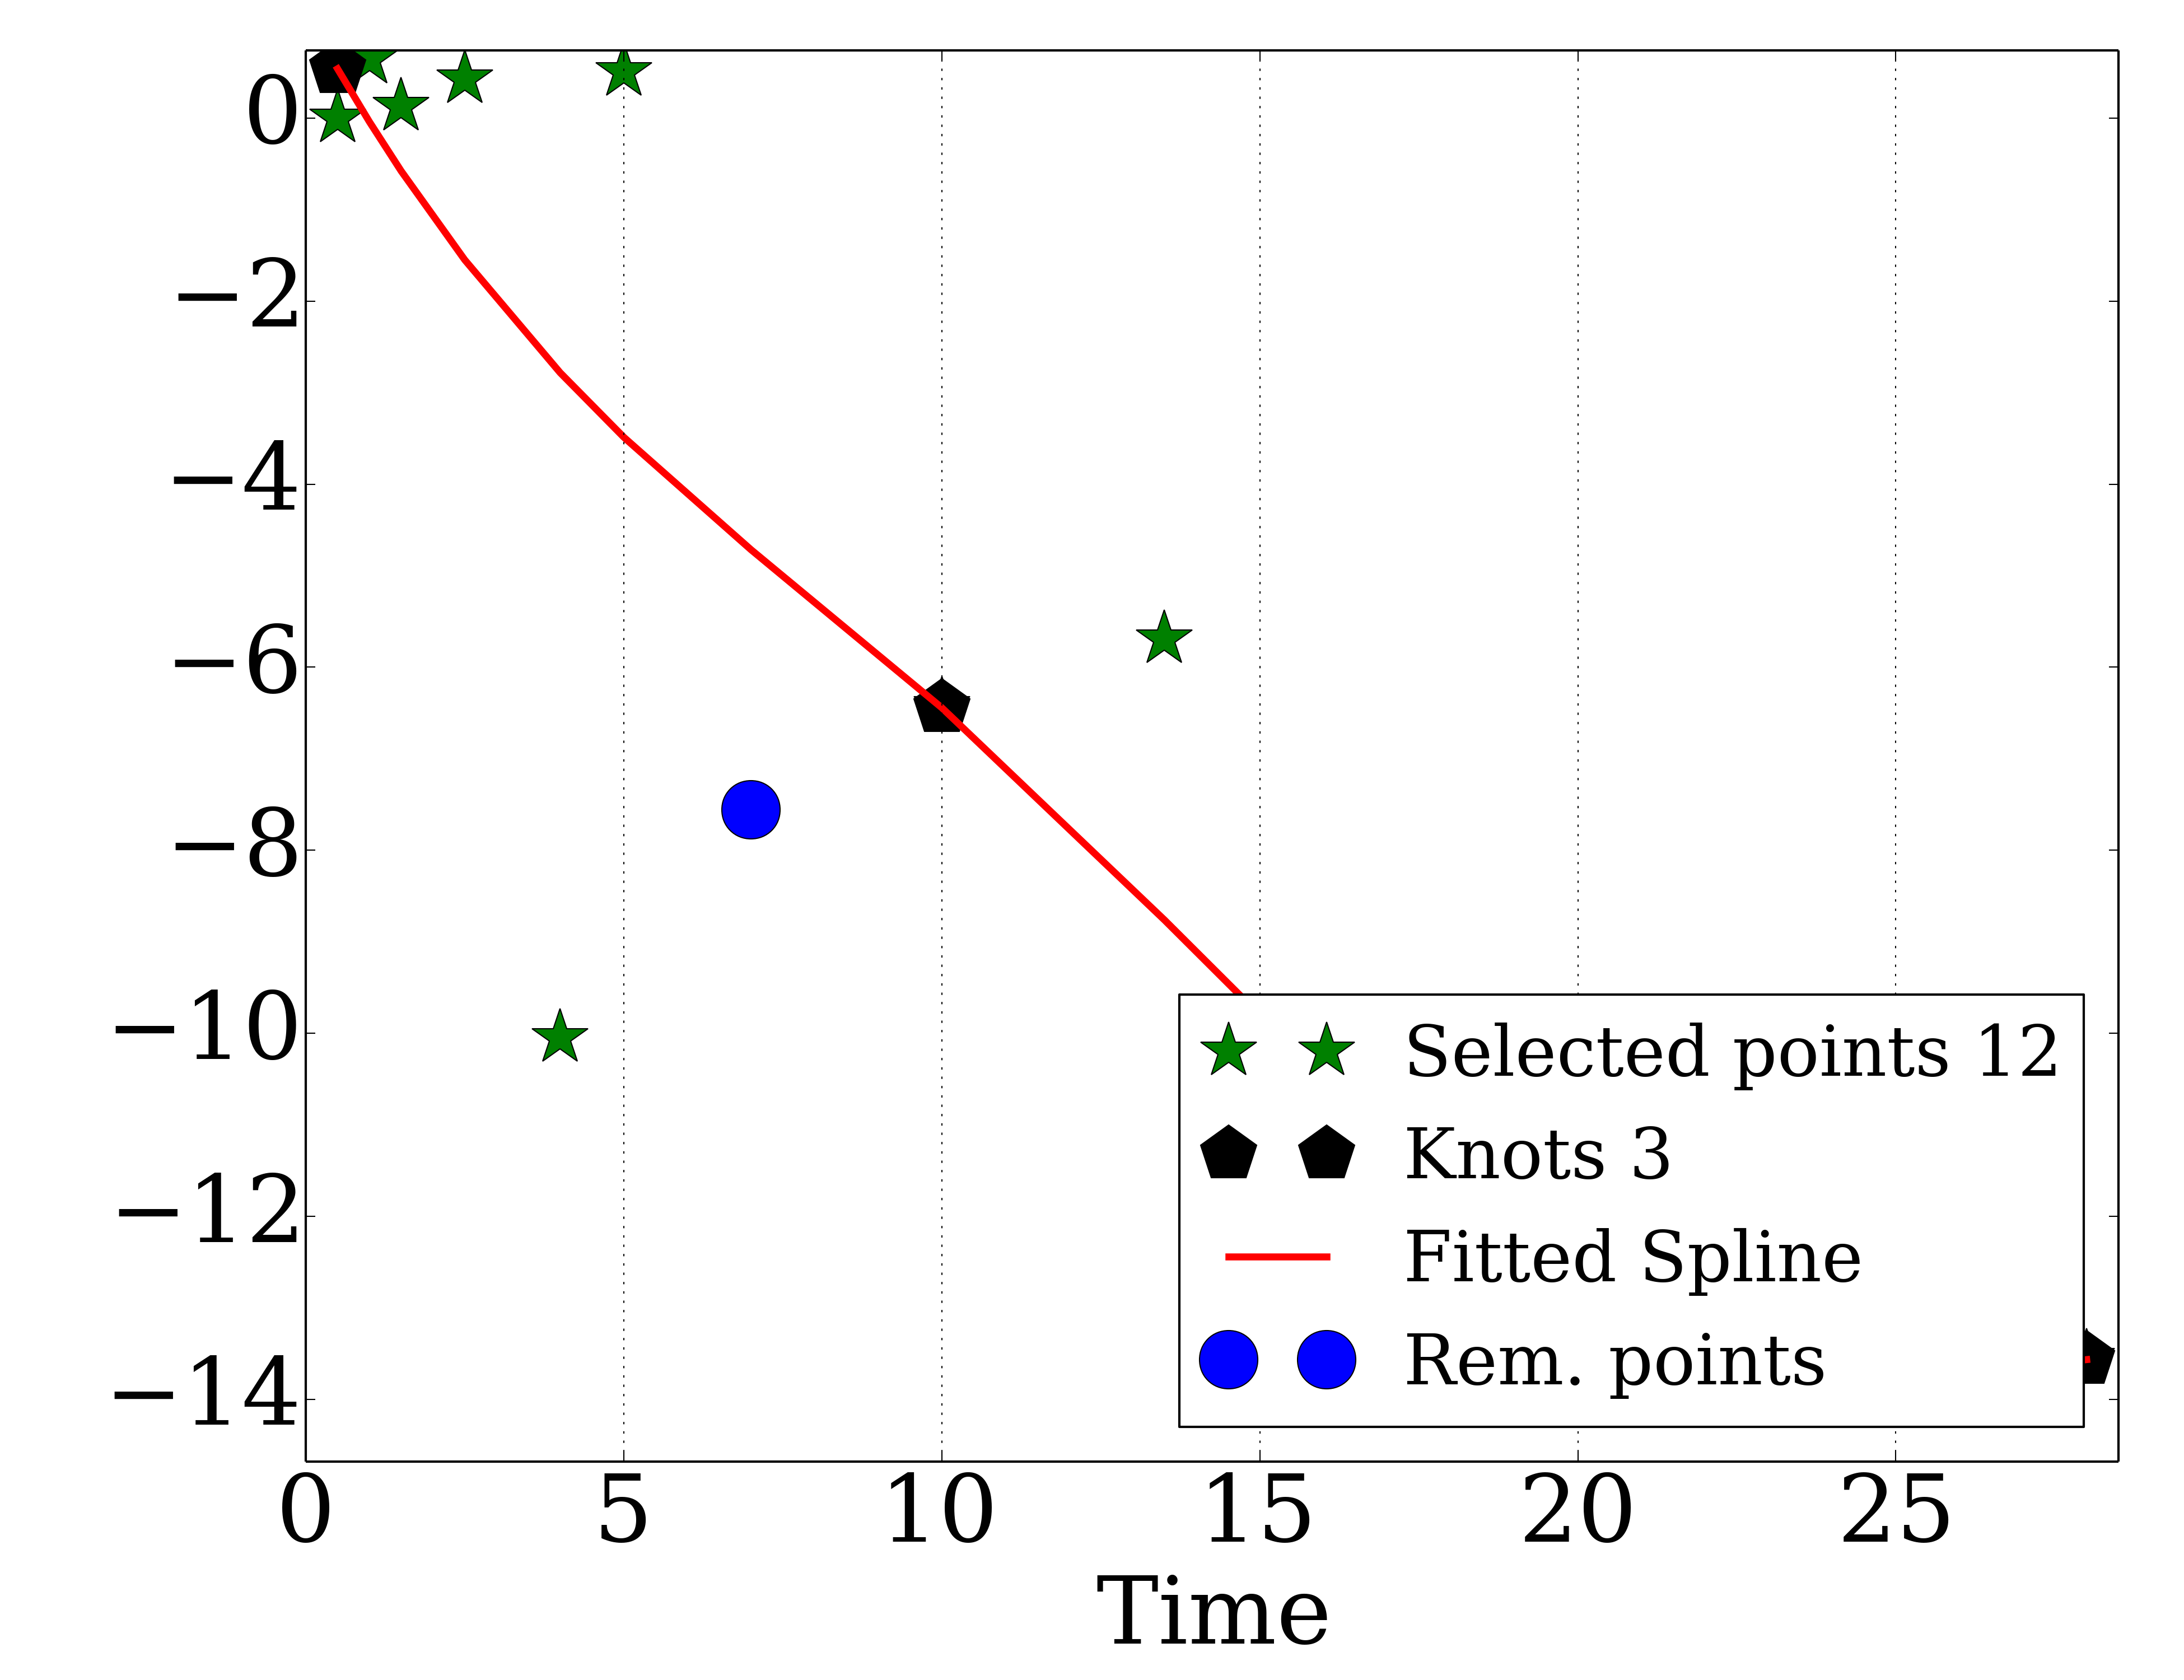 0
−2
−4
−6
−8
−10
−12
−14
Selected points 12
Knots 3
Fitted Spline
Rem. points
0 5 10 15 20 25
Time